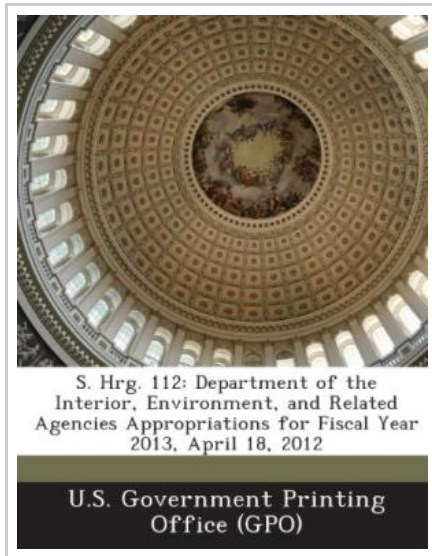 S. Hrg. 112: Department of the
Interior, Environment, and Related
Agencies Appropriations for Fiscal Year
2013, April 18, 2012
U.S. Government Printing
Office (GPO)